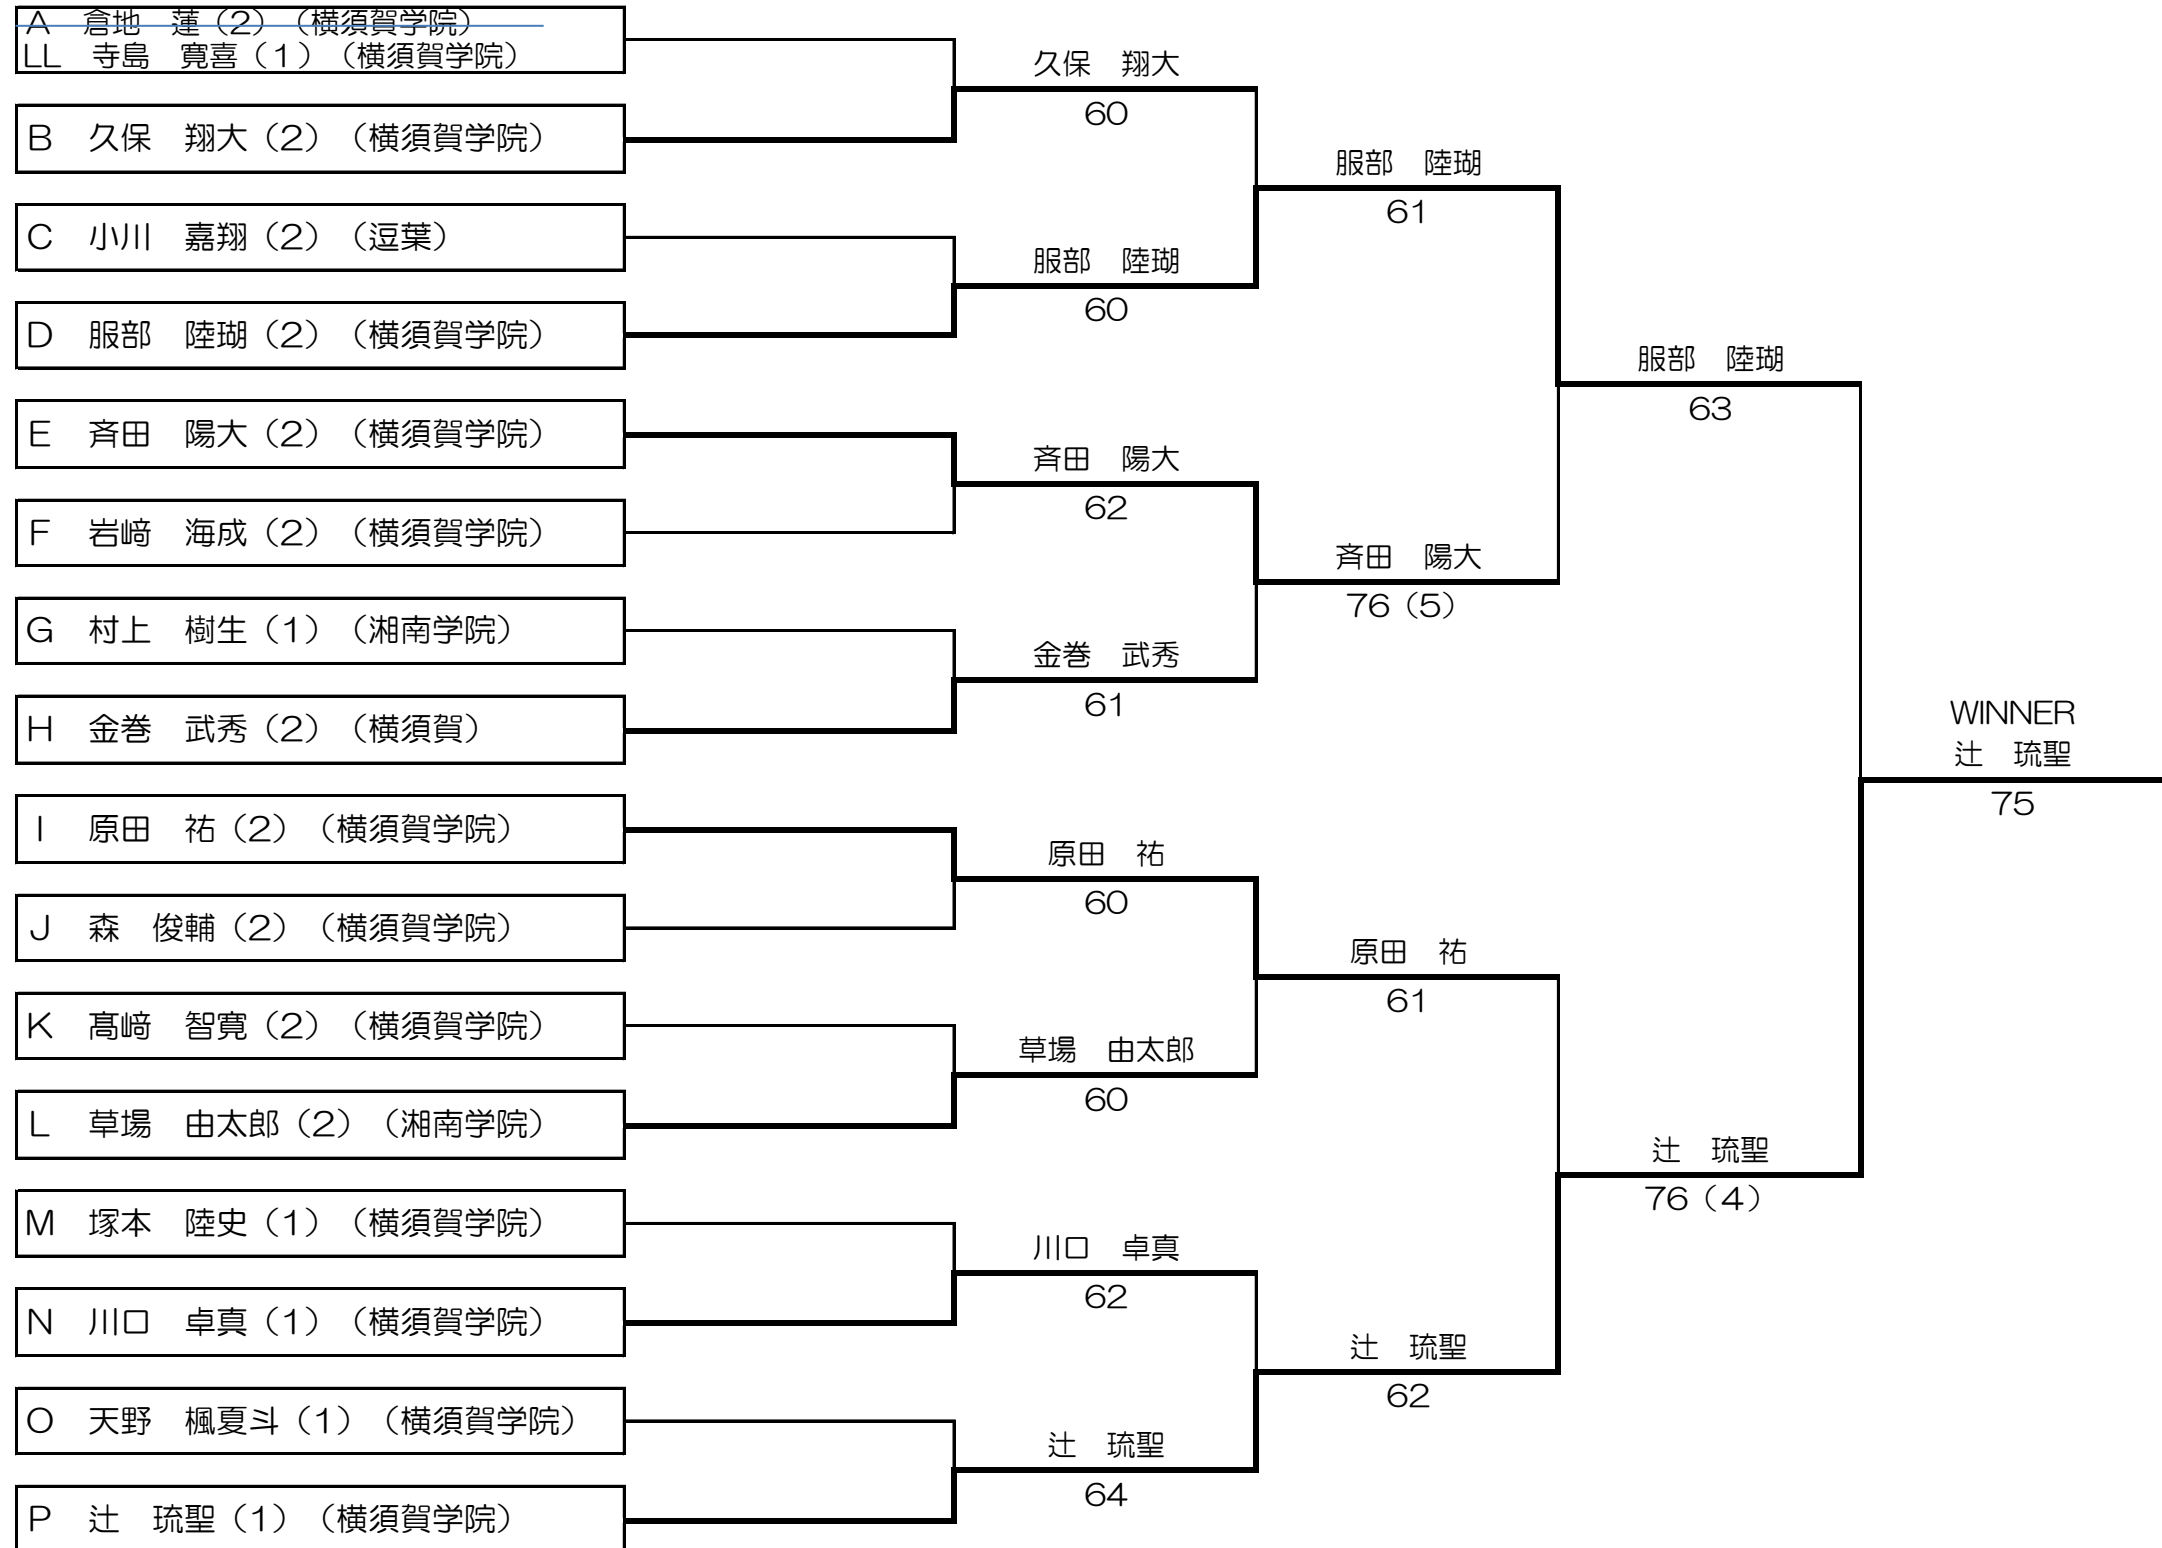 A　倉地　蓮（2）（横須賀学院）
LL　寺島　寛喜（1）（横須賀学院）
B　久保　翔大（2）（横須賀学院）
C　小川　嘉翔（2）（逗葉）
D　服部　陸瑚（2）（横須賀学院）
E　斉田　陽大（2）（横須賀学院）
F　岩﨑　海成（2）（横須賀学院）
G　村上　樹生（1）（湘南学院）
H　金巻　武秀（2）（横須賀）
I　原田　祐（2）（横須賀学院）
J　森　俊輔（2）（横須賀学院）
K　髙﨑　智寛（2）（横須賀学院）
L　草場　由太郎（2）（湘南学院）
M　塚本　陸史（1）（横須賀学院）
N　川口　卓真（1）（横須賀学院）
O　天野　楓夏斗（1）（横須賀学院）
P　辻　琉聖（1）（横須賀学院）
久保　翔大
60
服部　陸瑚
60
斉田　陽大
62
金巻　武秀
61
原田　祐
60
草場　由太郎
60
川口　卓真
62
辻　琉聖
64
服部　陸瑚
61
斉田　陽大
76（5）
原田　祐
61
辻　琉聖
62
服部　陸瑚
63
辻　琉聖
76（4）
WINNER
辻　琉聖
75